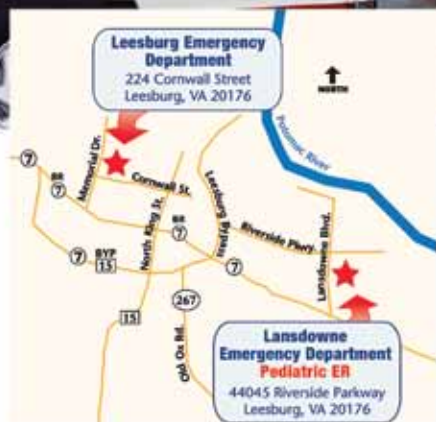 Leesburg Emergency
Department
224 Cornwall Street
Leesburg, VA 20176
NORTH
Potomac River
7
BR
7
Memorial Dr.
Cornwall St.
North King St.
Leesburg Pike
Riverside Pkwy.
Lansdowne Blvd.
BR
7
7
BYP
15
7
267
15
Old Ox Rd.
Lansdowne
Emergency Department
Pediatric ER
44045 Riverside Parkway
Leesburg, VA 20176